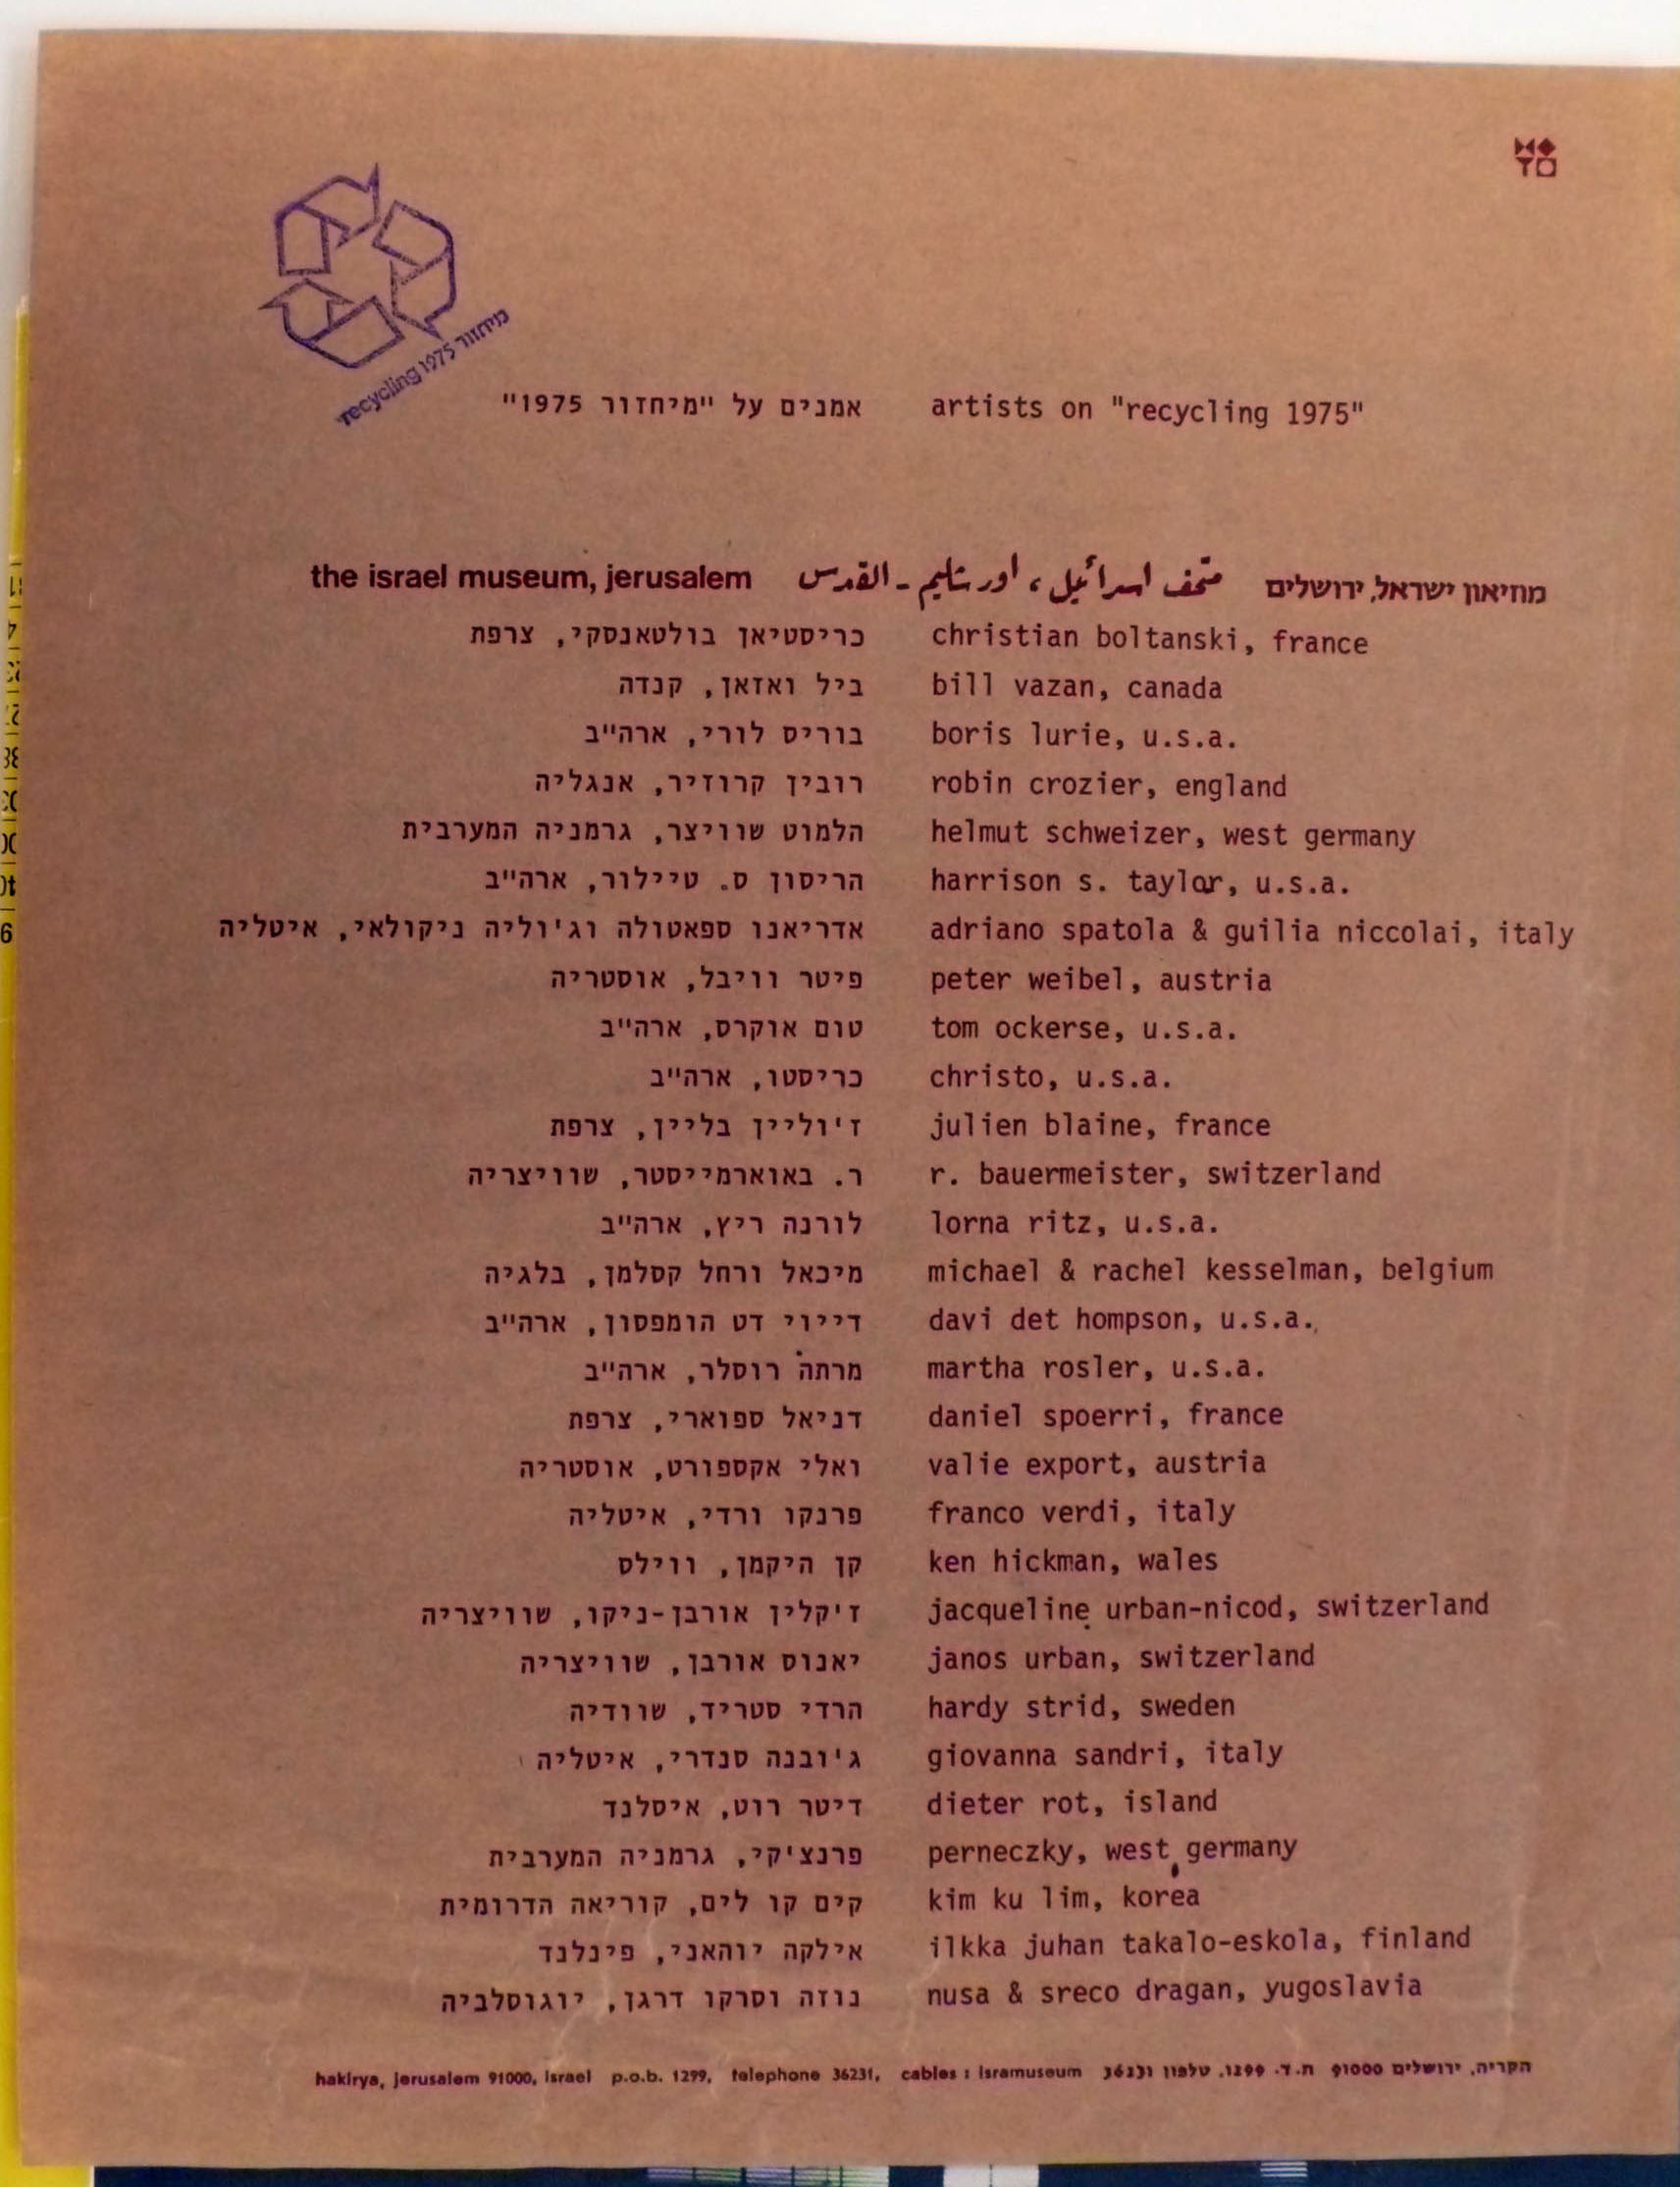 recycling 1975 מיחזור
אמנים על "מיחזור 1975" artists on "recycling 1975"
the israel museum, jerusalem متحف اسرائيل، اورشليم - القدس מוזיאון ישראל, ירושלים
כריסטיאן בולטאנסקי, צרפת christian boltanski, france
ביל ואזאן, קנדה bill vazan, canada
בוריס לורי, ארה"ב boris lurie, u.s.a.
רובין קרוזיר, אנגליה robin crozier, england
הלמוט שוויצר, גרמניה המערבית helmut schweizer, west germany
הריסון ס. טיילור, ארה"ב harrison s. taylor, u.s.a.
אדריאנו ספאטולה וג'וליה ניקולאי, איטליה adriano spatola & guilia niccolai, italy
פיטר וויבל, אוסטריה peter weibel, austria
טום אוקרס, ארה"ב tom ockerse, u.s.a.
כריסטו, ארה"ב christo, u.s.a.
ז'וליין בליין, צרפת julien blaine, france
ר. באוארמייסטר, שוויצריה r. bauermeister, switzerland
לורנה ריץ, ארה"ב lorna ritz, u.s.a.
מיכאל ורחל קסלמן, בלגיה michael & rachel kesselman, belgium
דייוי דט הומפסון, ארה"ב davi det hompson, u.s.a.
מרתה רוסלר, ארה"ב martha rosler, u.s.a.
דניאל ספוארי, צרפת daniel spoerri, france
ואלי אקספורט, אוסטריה valie export, austria
פרנקו ורדי, איטליה franco verdi, italy
קן היקמן, ווילס ken hickman, wales
ז'קלין אורבן-ניקו, שוויצריה jacqueline urban-nicod, switzerland
יאנוס אורבן, שוויצריה janos urban, switzerland
הרדי סטריד, שוודיה hardy strid, sweden
ג'ובנה סנדרי, איטליה giovanna sandri, italy
דיטר רוט, איסלנד dieter rot, island
פרנצ'קי, גרמניה המערבית perneczky, west germany
קים קו לים, קוריאה הדרומית kim ku lim, korea
אילקה יוהאני, פינלנד ilkka juhan takalo-eskola, finland
נוזה וסרקו דרגן, יוגוסלביה nusa & sreco dragan, yugoslavia
hakirya, jerusalem 91000, israel p.o.b. 1299, telephone 36231, cables: isramuseum הקריה, ירושלים 91000 ת.ד. 1299, טלפון 36231